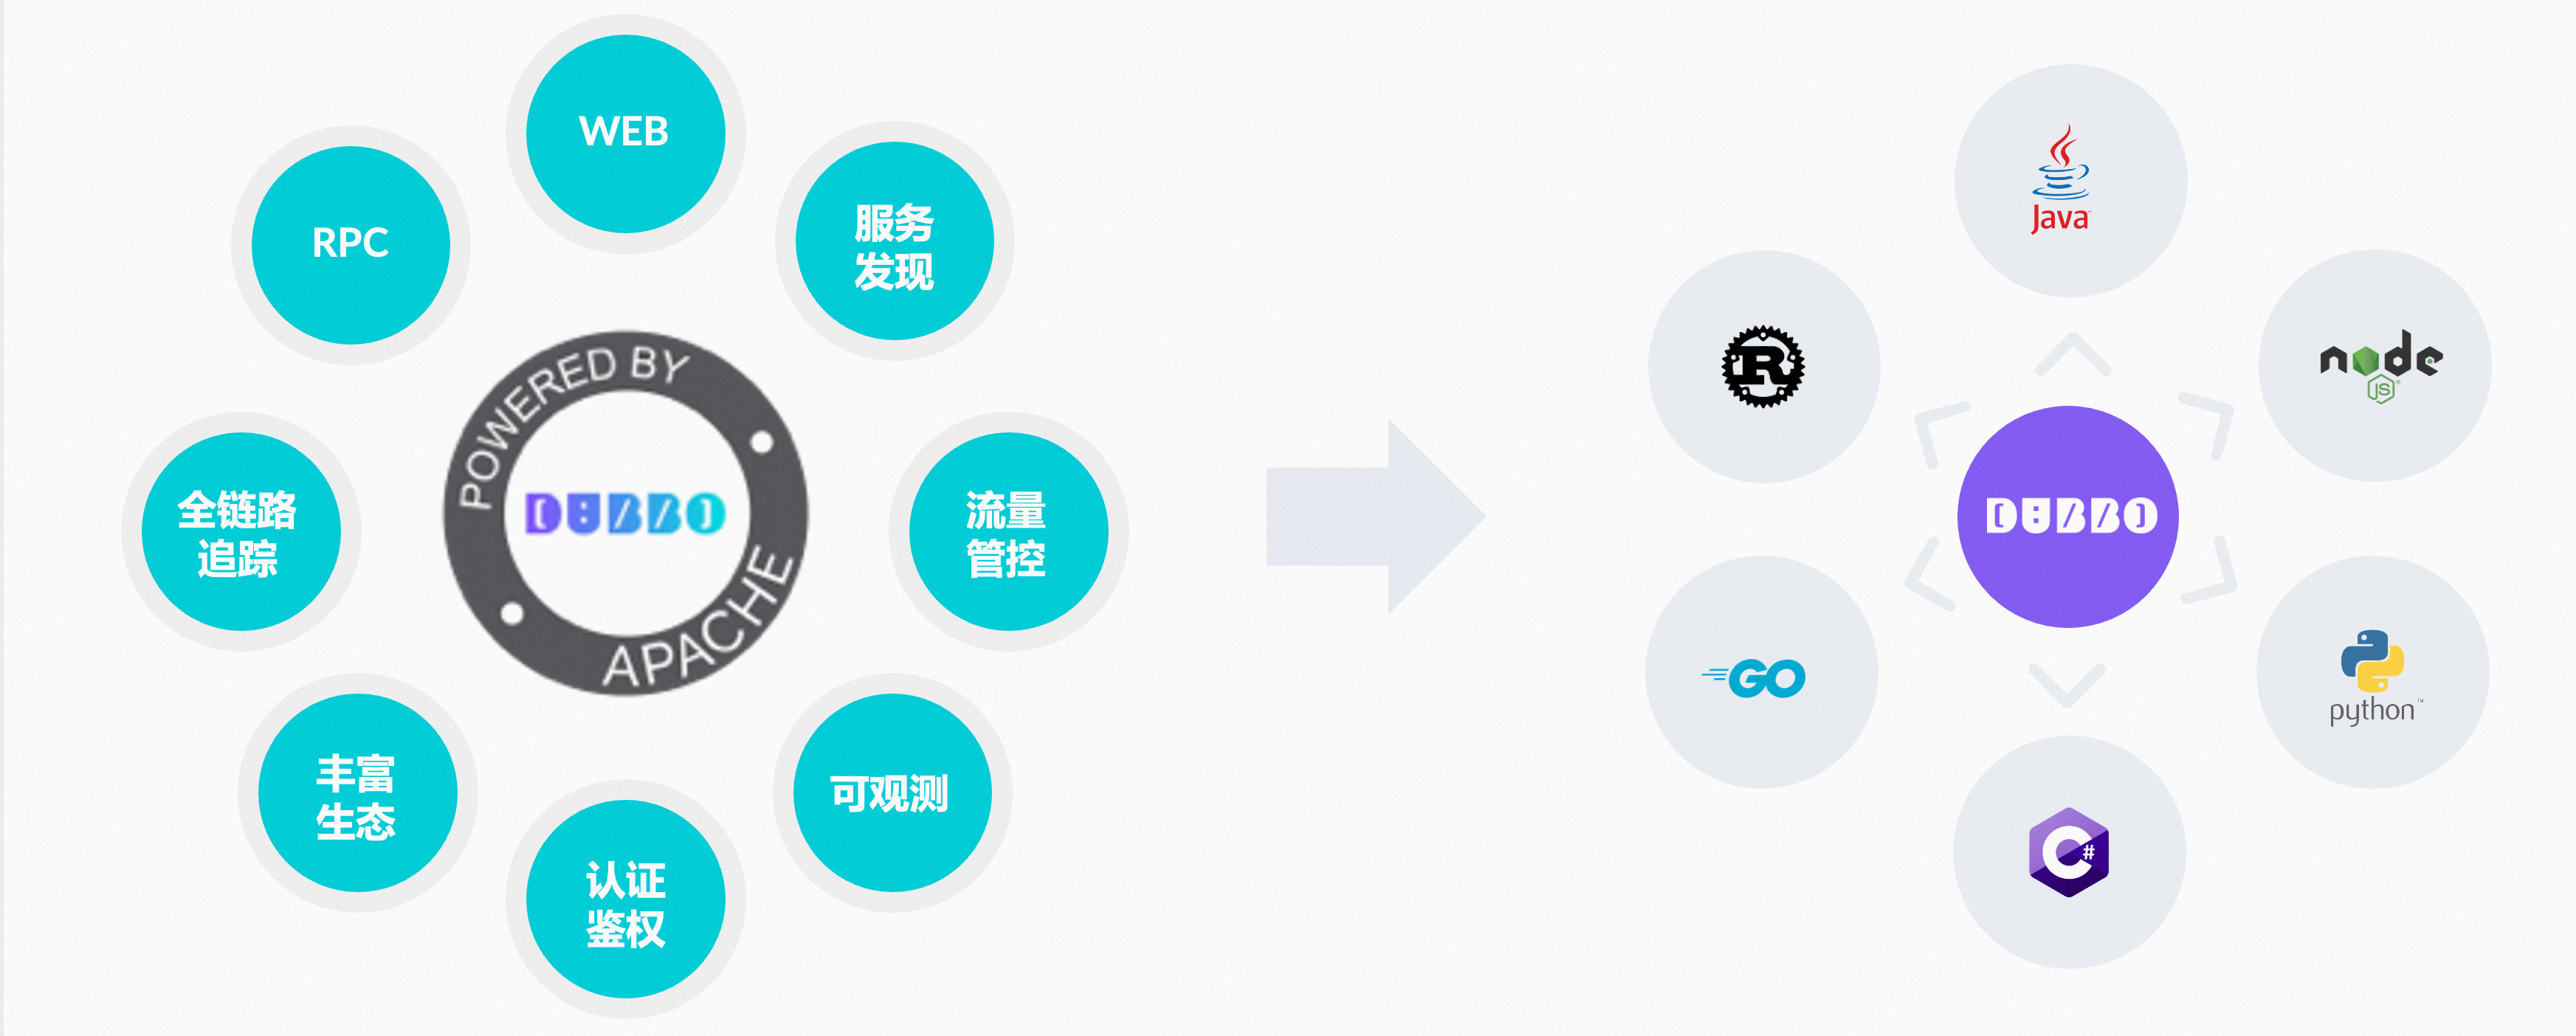 WEB
RPC
服务
发现
POWERED BY
DUBBO
APACHE
全链路
追踪
流量
管控
丰富
生态
可观测
认证
鉴权
Java
R
node
JS
DUBBO
GO
python™
C#